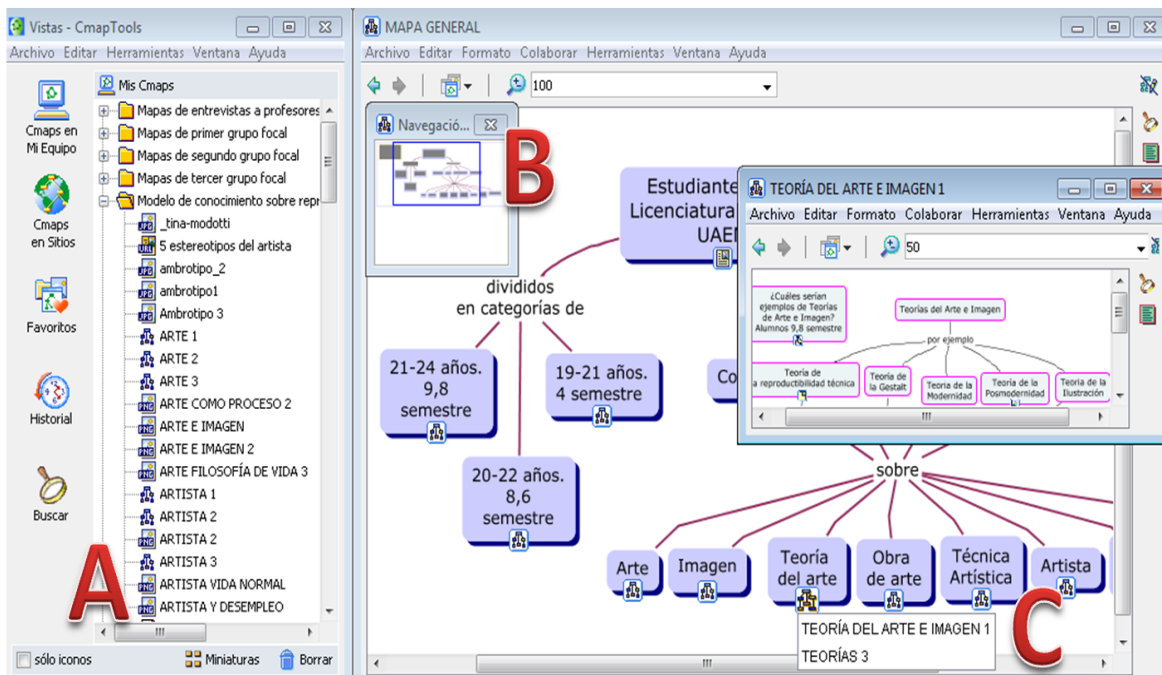 Vistas - CmapTools
Archivo Editar Herramientas Ventana Ayuda
Cmaps en
Mi Equipo
Cmaps
en Sitios
Favoritos
Historial
Buscar
Mis Cmaps
Mapas de entrevistas a profesores
Mapas de primer grupo focal
Mapas de segundo grupo focal
Mapas de tercer grupo focal
Modelo de conocimiento sobre repr
_tina-modotti
5 estereotipos del artista
ambrotipo_2
ambrotipo1
Ambrotipo 3
ARTE 1
ARTE 2
ARTE 3
ARTE COMO PROCESO 2
ARTE E IMAGEN
ARTE E IMAGEN 2
ARTE FILOSOFÍA DE VIDA 3
ARTISTA 1
ARTISTA 2
ARTISTA 2
ARTISTA 3
ARTISTA VIDA NORMAL
ARTISTA Y DESEMPLEO
A
sólo iconos
Miniaturas
Borrar
MAPA GENERAL
Archivo Editar Formato Colaborar Herramientas Ventana Ayuda
100
Navegació...
B
Estudiante
Licenciatura
UAE
divididos
en categorías de
21-24 años.
9,8
semestre
19-21 años.
4 semestre
20-22 años.
8,6
semestre
Co
TEORÍA DEL ARTE E IMAGEN 1
Archivo Editar Formato Colaborar Herramientas Ventana Ayuda
50
¿Cuáles serían
ejemplos de Teorías
de Arte e Imagen?
Alumnos 9,8 semestre
Teorías del Arte e Imagen
por ejemplo
Teoría de
a reproductibilidad técnica
Teoría de
la Gestalt
Teoría de la
Modernidad
Teoría de la
Posmodernidad
Teoría de la
Ilustración
sobre
Arte
Imagen
Teoría
del arte
Obra
de arte
Técnica
Artística
Artista
TEORÍA DEL ARTE E IMAGEN 1
TEORÍAS 3
C